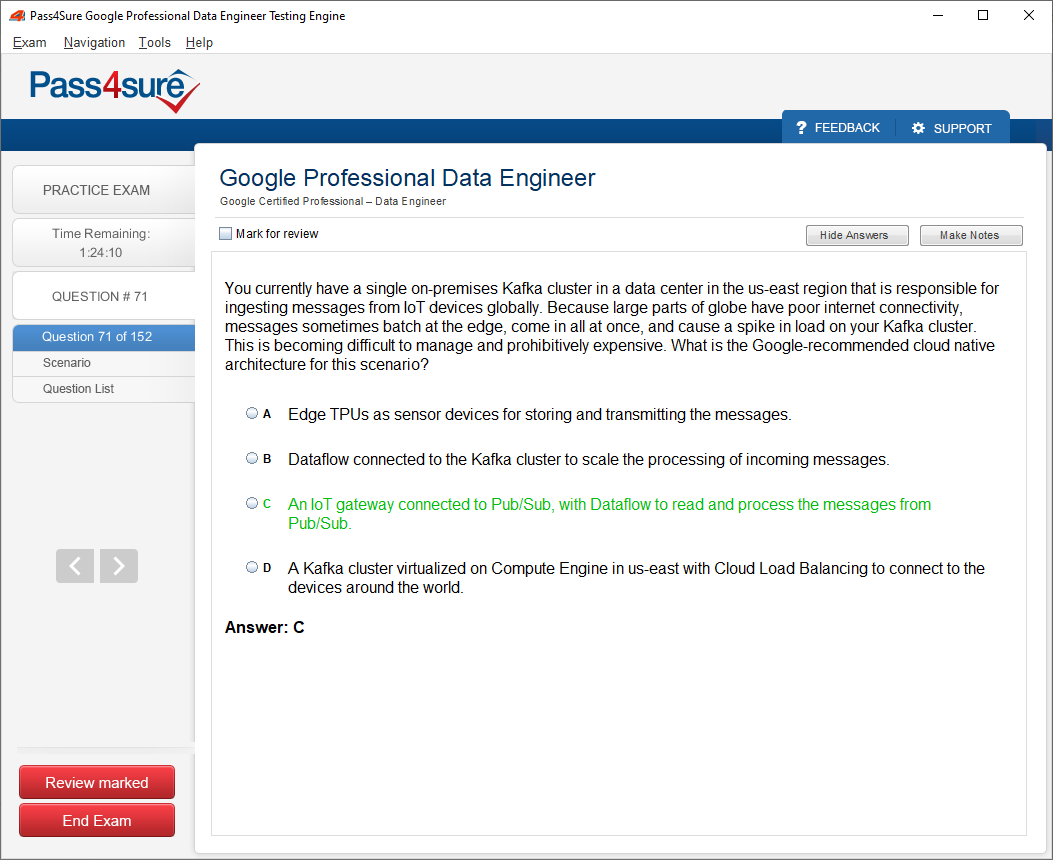 Pass4Sure Google Professional Data Engineer Testing Engine
Exam Navigation Tools Help
Pass4sure
? FEEDBACK SUPPORT
PRACTICE EXAM
Time Remaining:
1:24:10
QUESTION # 71
Question 71 of 152
Scenario
Question List
Google Professional Data Engineer
Google Certified Professional – Data Engineer
Mark for review
Hide Answers Make Notes
You currently have a single on-premises Kafka cluster in a data center in the us-east region that is responsible for
ingesting messages from IoT devices globally. Because large parts of globe have poor internet connectivity,
messages sometimes batch at the edge, come in all at once, and cause a spike in load on your Kafka cluster.
This is becoming difficult to manage and prohibitively expensive. What is the Google-recommended cloud native
architecture for this scenario?
A Edge TPUs as sensor devices for storing and transmitting the messages.
B Dataflow connected to the Kafka cluster to scale the processing of incoming messages.
C An IoT gateway connected to Pub/Sub, with Dataflow to read and process the messages from
Pub/Sub.
D A Kafka cluster virtualized on Compute Engine in us-east with Cloud Load Balancing to connect to the
devices around the world.
Answer: C
Review marked
End Exam